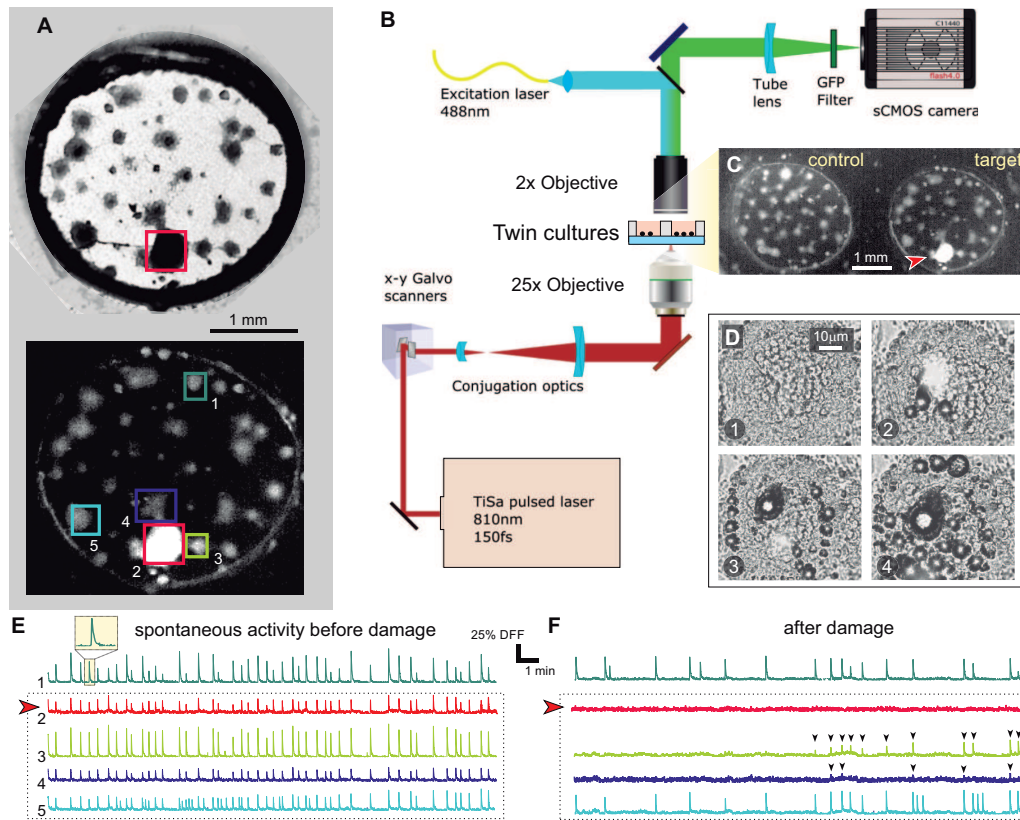 A
1 mm
1
4
5
2
3
B
Excitation laser
488nm
Tube
lens
GFP
Filter
C11440
flash4.0
sCMOS camera
2x Objective
Twin cultures
25x Objective
x-y Galvo
scanners
Conjugation optics
TiSa pulsed laser
810nm
150fs
C
control
target
1 mm
D
10μm
1
2
3
4
E
spontaneous activity before damage
25% DFF
1 min
1
2
3
4
5
F
after damage